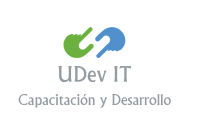 UDev IT
Capacitación y Desarrollo